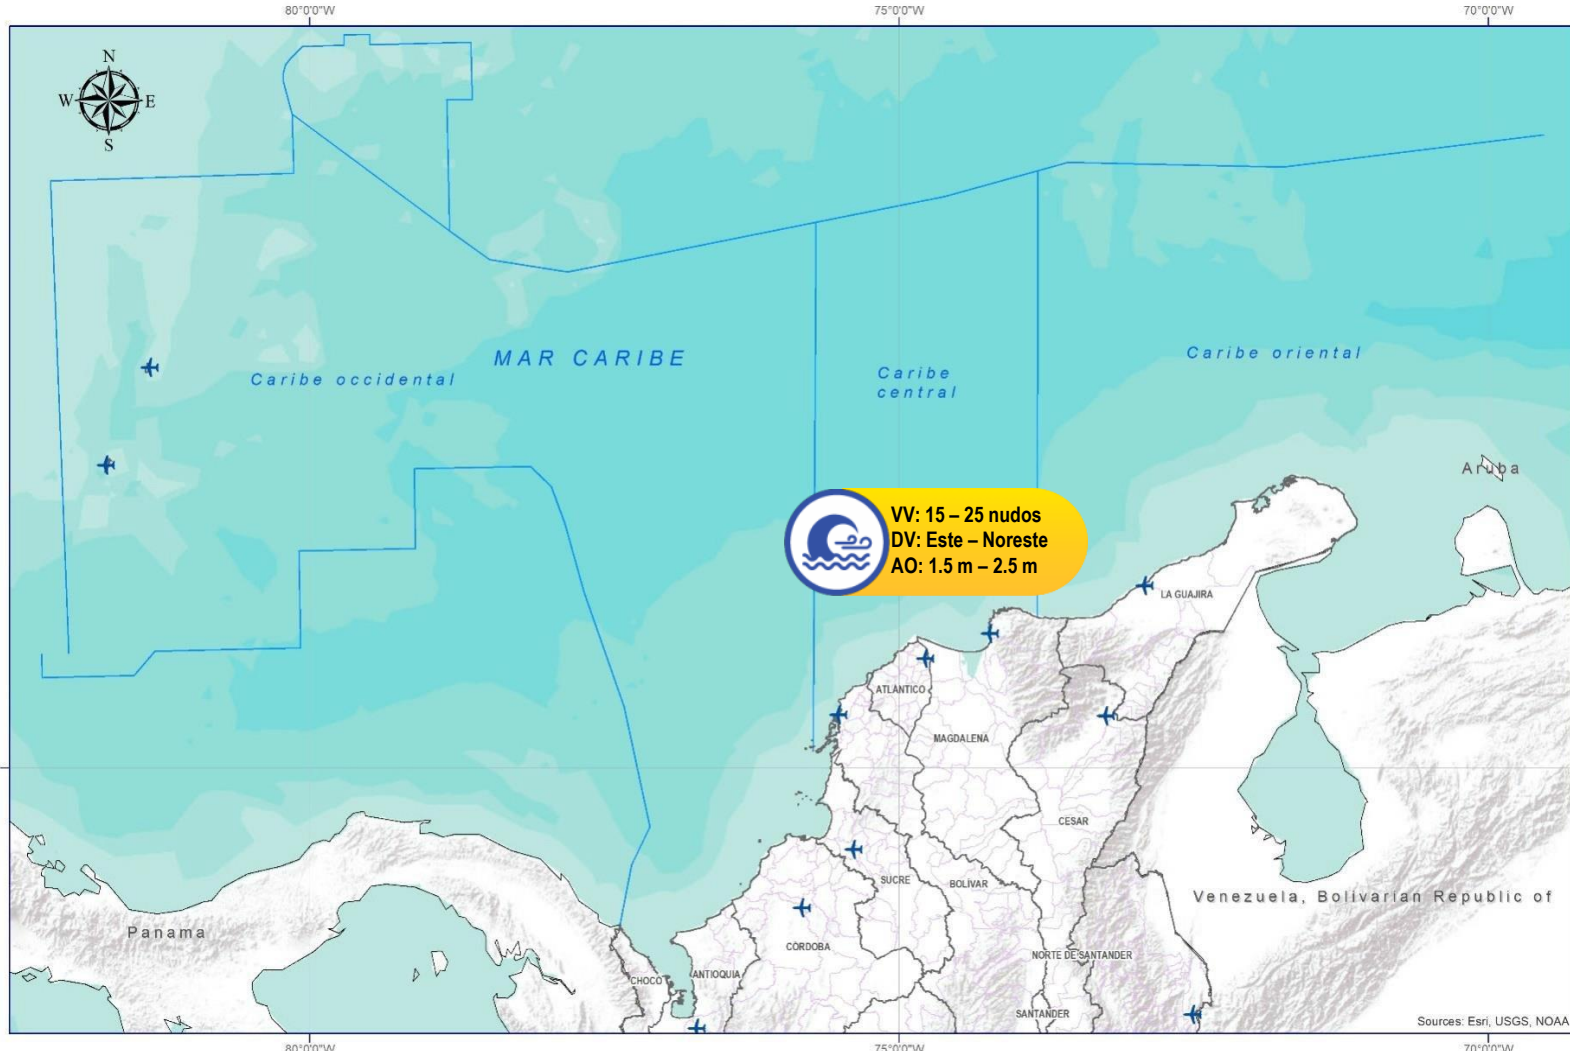 80°0'0"W
75°0'0"W
70°0'0"W
N
W
E
S
MAR CARIBE
Caribe occidental
Caribe
central
Caribe oriental
Aruba
VV: 15 – 25 nudos
DV: Este – Noreste
AO: 1.5 m – 2.5 m
LA GUAJIRA
ATLANTICO
MAGDALENA
CESAR
SUCRE
BOLIVAR
Venezuela, Bolivarian Republic of
Panama
CORDOBA
NORTE DE SANTANDER
CHOCO
ANTIOQUIA
SANTANDER
Sources: Esri, USGS, NOAA
80°0'0"W
75°0'0"W
70°0'0"W